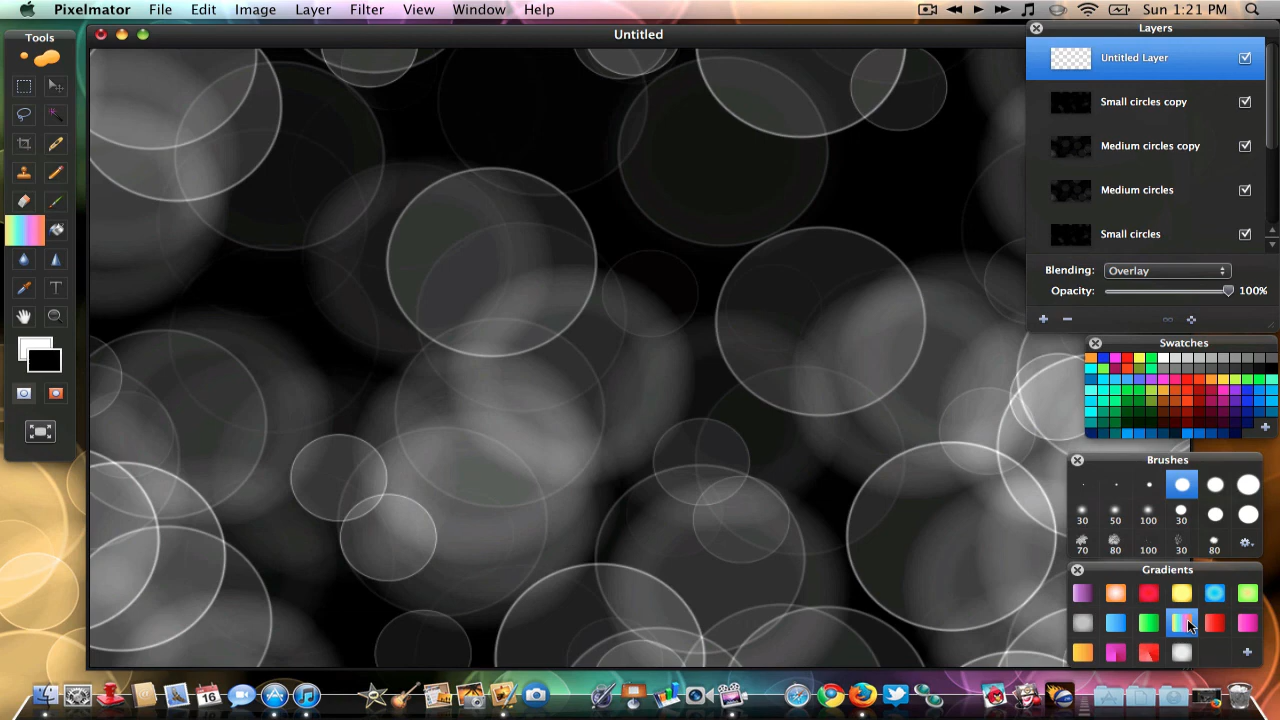 Pixelmator File Edit Image Layer Filter View Window Help Sun 1:21 PM
Tools
Untitled
Layers
Untitled Layer
Small circles copy
Medium circles copy
Medium circles
Small circles
Blending: Overlay
Opacity: 100%
Swatches
Brushes
30 50 100 30
70 80 100 30 80
Gradients
T
16